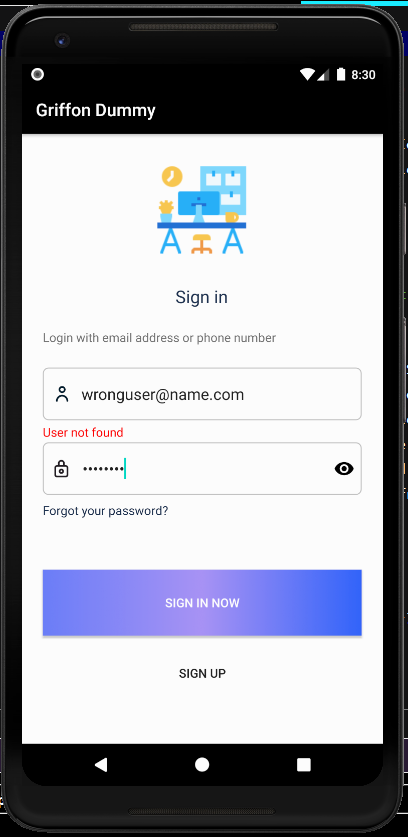 8:30
Griffon Dummy
Sign in
Login with email address or phone number
wronguser@name.com
User not found
••••••••
Forgot your password?
SIGN IN NOW
SIGN UP